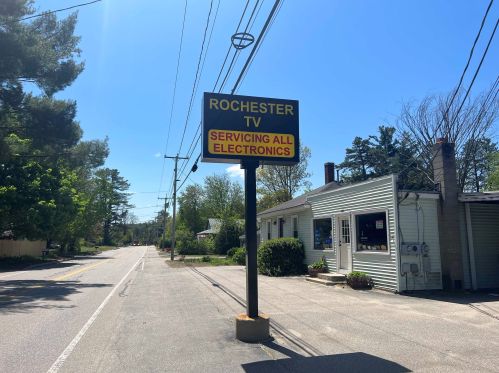 ROCHESTER
TV
SERVICING ALL
ELECTRONICS